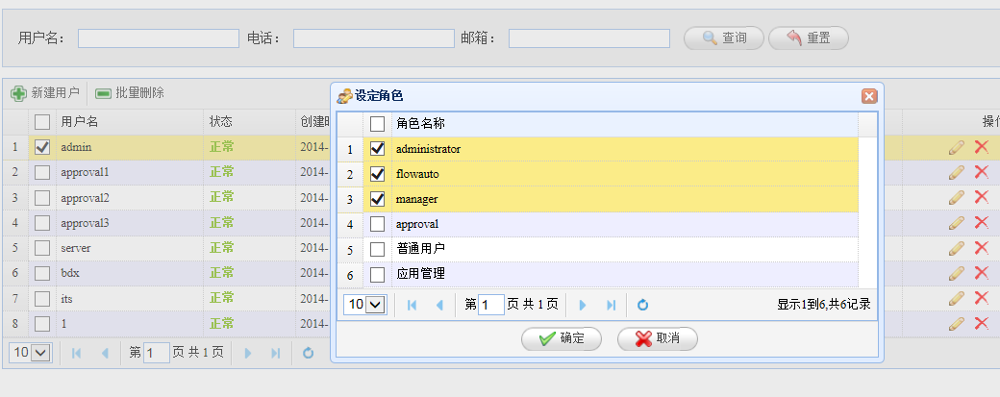 用户名： 电话： 邮箱： 查询 重置
新建用户 批量删除
用户名 状态 创建时 操作
1 admin 正常 2014-
2 approval1 正常 2014-
3 approval2 正常 2014-
4 approval3 正常 2014-
5 server 正常 2014-
6 bdx 正常 2014-
7 its 正常 2014-
8 1 正常 2014-
10 第 1 页 共 1 页
设定角色
角色名称
1 administrator
2 flowauto
3 manager
4 approval
5 普通用户
6 应用管理
10 第 1 页 共 1 页 显示1到6,共6记录
确定 取消